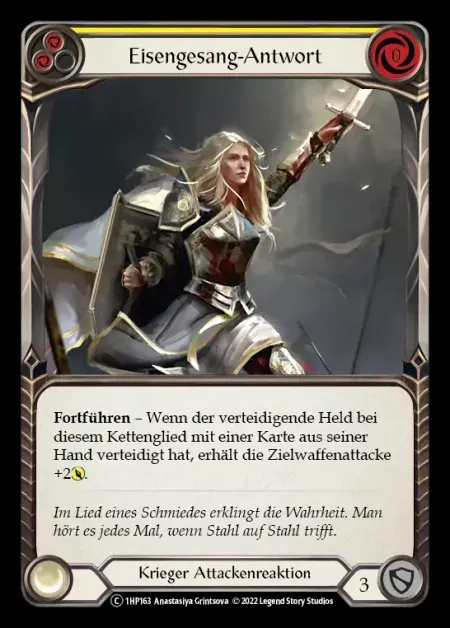 Eisengesang-Antwort
0
Fortführen – Wenn der verteidigende Held bei
diesem Kettenglied mit einer Karte aus seiner
Hand verteidigt hat, erhält die Zielwaffenattacke
+2.
Im Lied eines Schmiedes erklingt die Wahrheit. Man
hört es jedes Mal, wenn Stahl auf Stahl trifft.
Krieger Attackenreaktion
3
C 1HP163 Anastasiya Grintsova © 2022 Legend Story Studios